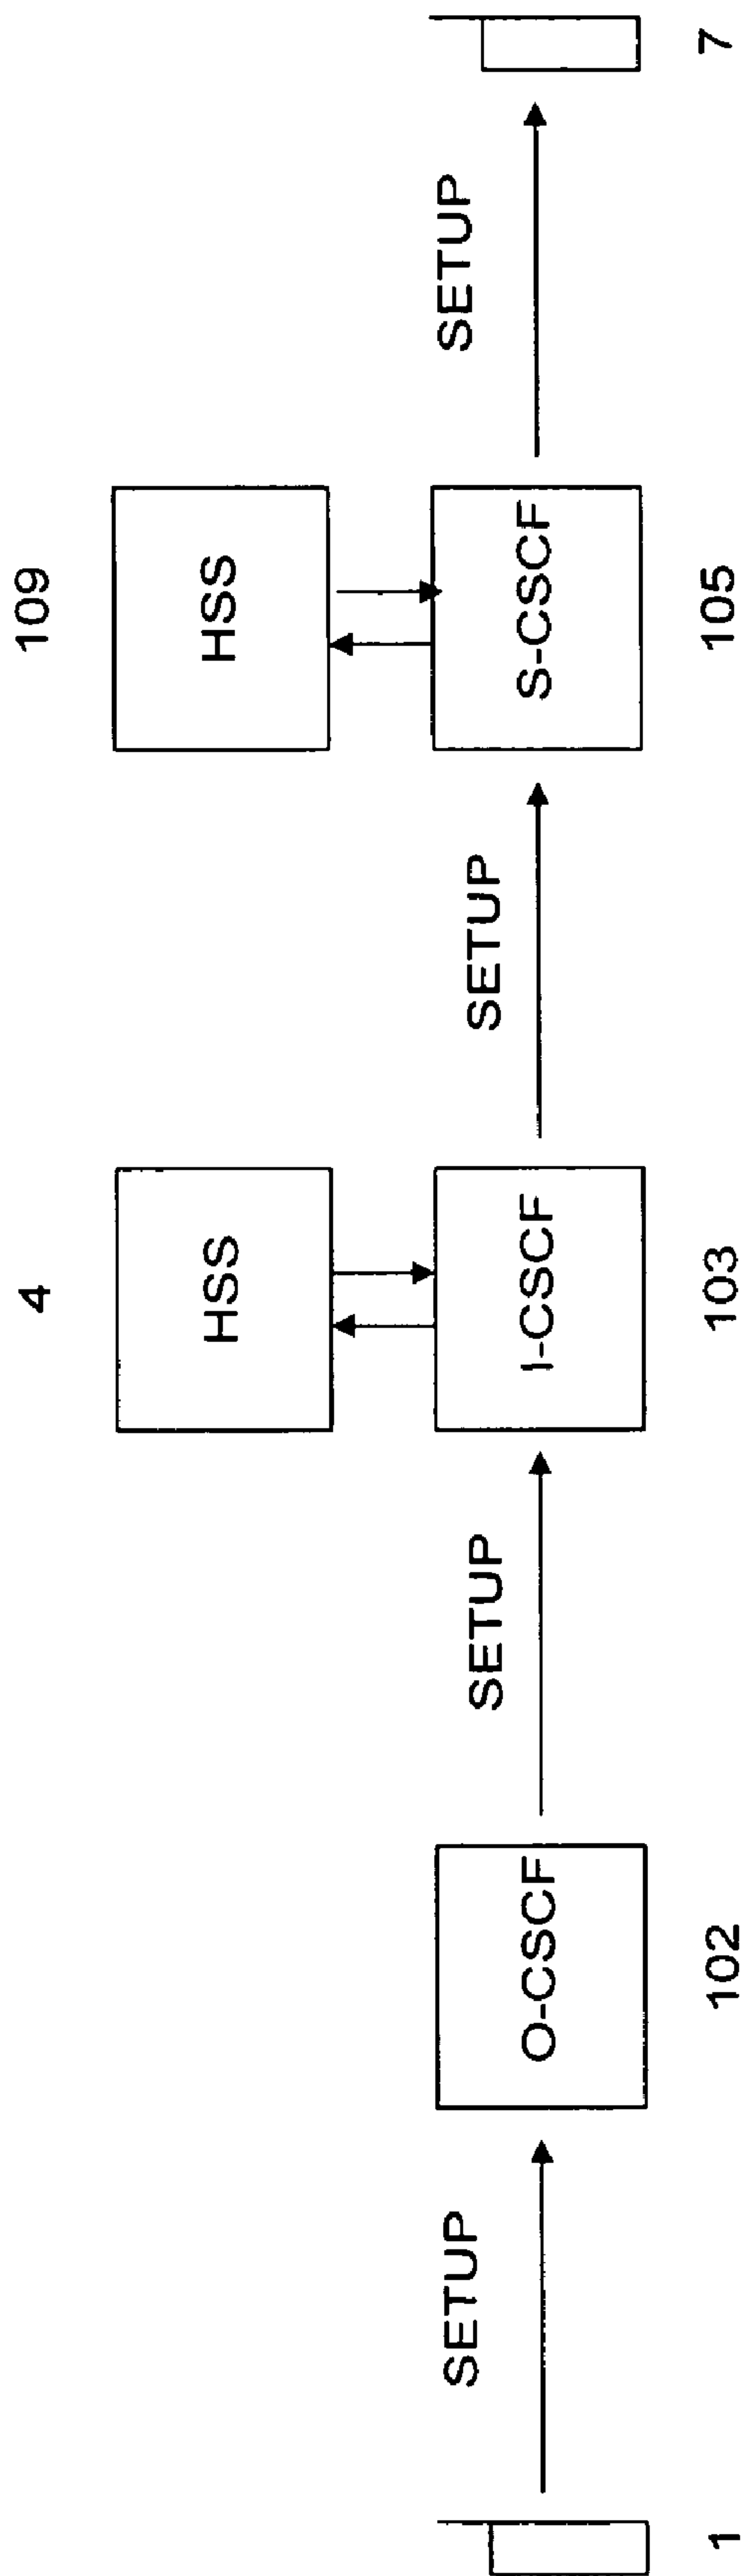 4
109
HSS
HSS
SETUP
SETUP
SETUP
SETUP
O-CSCF
I-CSCF
S-CSCF
1
102
103
105
7